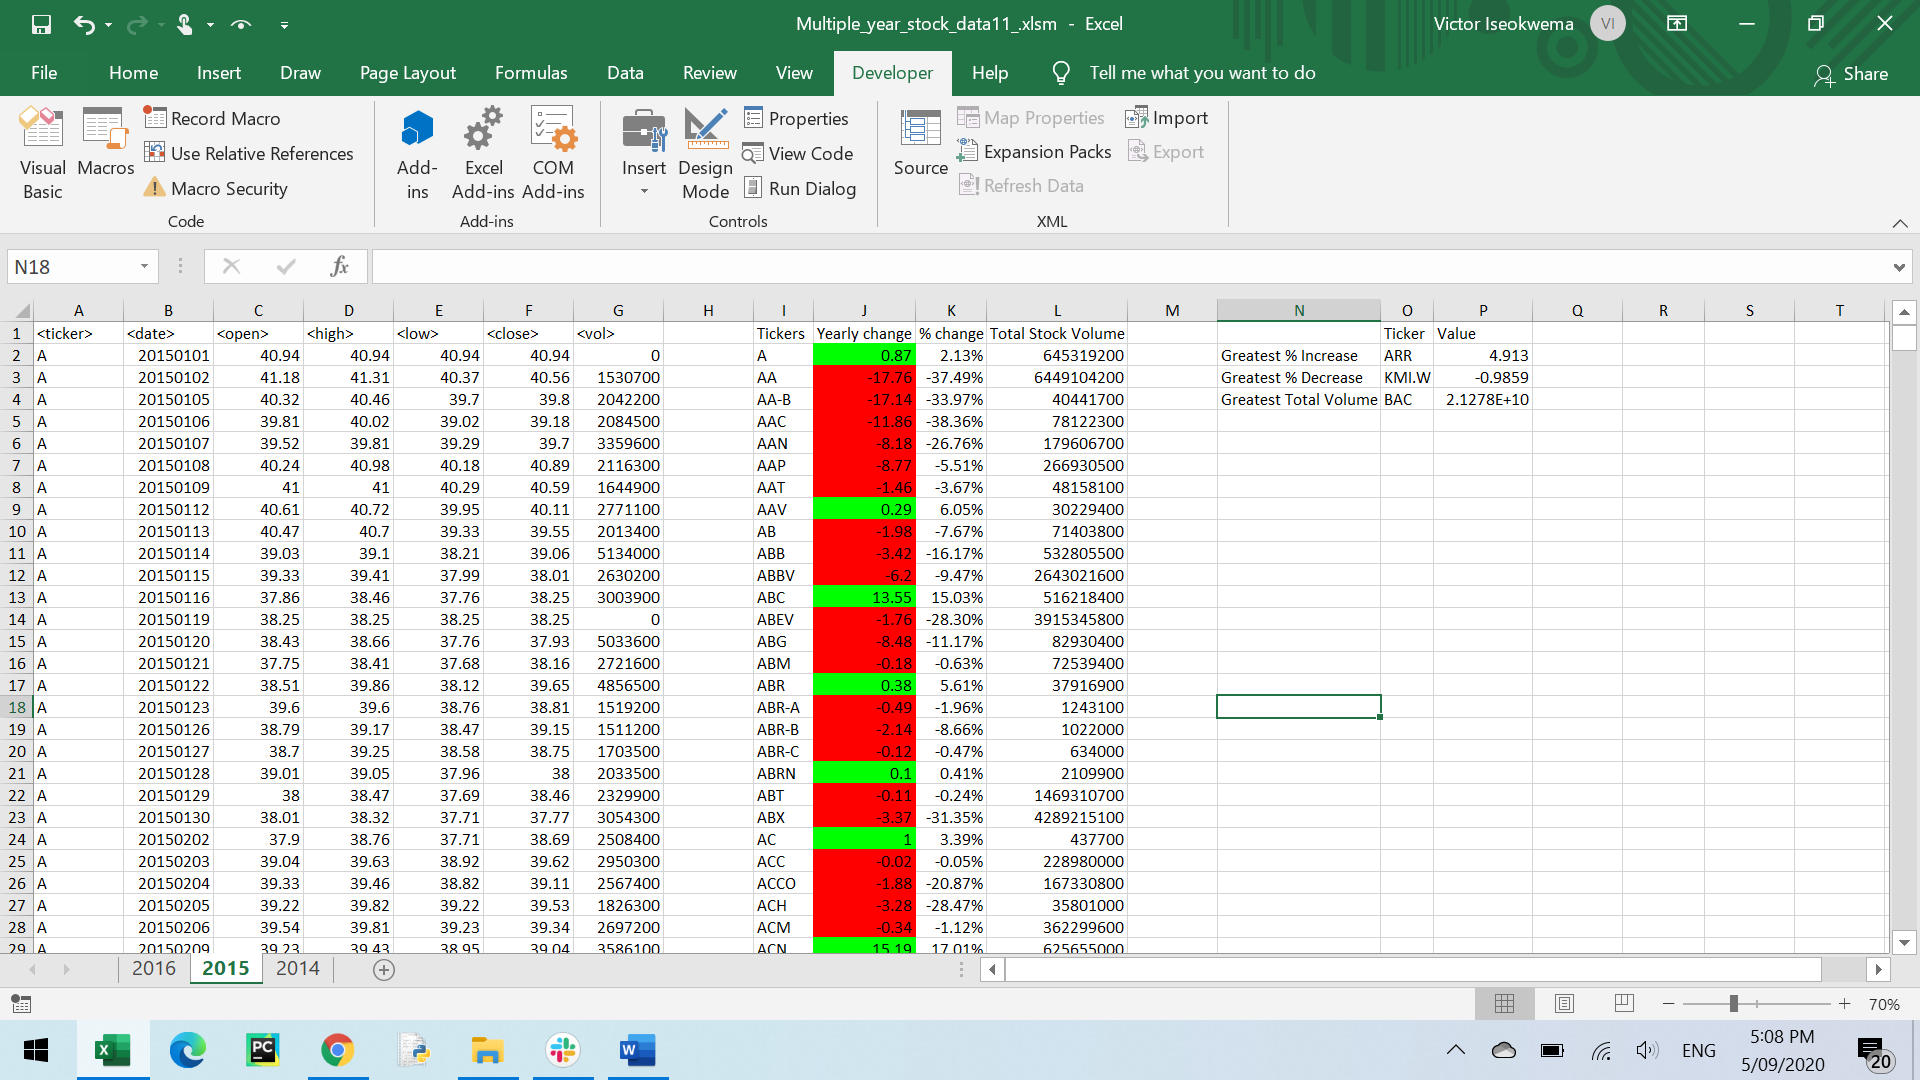 Multiple_year_stock_data11_.xlsm - Excel
Victor Iseokwema VI
File Home Insert Draw Page Layout Formulas Data Review View Developer Help Tell me what you want to do Share
Visual Basic
Macros
Record Macro
Use Relative References
Macro Security
Code
Add-ins
Excel Add-ins
COM Add-ins
Add-ins
Insert
Design Mode
Properties
View Code
Run Dialog
Controls
Source
Map Properties
Expansion Packs
Refresh Data
Import
Export
XML
N18 fx
A B C D E F G H I J K L M N O P Q R S T
1 <ticker> <date> <open> <high> <low> <close> <vol> Tickers Yearly change % change Total Stock Volume Ticker Value
2 A 20150101 40.94 40.94 40.94 40.94 0 A 0.87 2.13% 645319200 Greatest % Increase ARR 4.913
3 A 20150102 41.18 41.31 40.37 40.56 1530700 AA -17.76 -37.49% 6449104200 Greatest % Decrease KMI.W -0.9859
4 A 20150105 40.32 40.46 39.7 39.8 2042200 AA-B -17.14 -33.97% 40441700 Greatest Total Volume BAC 2.1278E+10
5 A 20150106 39.81 40.02 39.02 39.18 2084500 AAC -11.86 -38.36% 78122300
6 A 20150107 39.52 39.81 39.29 39.7 3359600 AAN -8.18 -26.76% 179606700
7 A 20150108 40.24 40.98 40.18 40.89 2116300 AAP -8.77 -5.51% 266930500
8 A 20150109 41 41 40.29 40.59 1644900 AAT -1.46 -3.67% 48158100
9 A 20150112 40.61 40.72 39.95 40.11 2771100 AAV 0.29 6.05% 30229400
10 A 20150113 40.47 40.7 39.33 39.55 2013400 AB -1.98 -7.67% 71403800
11 A 20150114 39.03 39.1 38.21 39.06 5134000 ABB -3.42 -16.17% 532805500
12 A 20150115 39.33 39.41 37.99 38.01 2630200 ABBV -6.2 -9.47% 2643021600
13 A 20150116 37.86 38.46 37.76 38.25 3003900 ABC 13.55 15.03% 516218400
14 A 20150119 38.25 38.25 38.25 38.25 0 ABEV -1.76 -28.30% 3915345800
15 A 20150120 38.43 38.66 37.76 37.93 5033600 ABG -8.48 -11.17% 82930400
16 A 20150121 37.75 38.41 37.68 38.16 2721600 ABM -0.18 -0.63% 72539400
17 A 20150122 38.51 39.86 38.12 39.65 4856500 ABR 0.38 5.61% 37916900
18 A 20150123 39.6 39.6 38.76 38.81 1519200 ABR-A -0.49 -1.96% 1243100
19 A 20150126 38.79 39.17 38.47 39.15 1511200 ABR-B -2.14 -8.66% 1022000
20 A 20150127 38.7 39.25 38.58 38.75 1703500 ABR-C -0.12 -0.47% 634000
21 A 20150128 39.01 39.05 37.96 38 2033500 ABRN 0.1 0.41% 2109900
22 A 20150129 38 38.47 37.69 38.46 2329900 ABT -0.11 -0.24% 1469310700
23 A 20150130 38.01 38.32 37.71 37.77 3054300 ABX -3.37 -31.35% 4289215100
24 A 20150202 37.9 38.76 37.71 38.69 2508400 AC 1 3.39% 437700
25 A 20150203 39.04 39.63 38.92 39.62 2950300 ACC -0.02 -0.05% 228980000
26 A 20150204 39.33 39.46 38.82 39.11 2567400 ACCO -1.88 -20.87% 167330800
27 A 20150205 39.22 39.82 39.22 39.53 1826300 ACH -3.28 -28.47% 35801000
28 A 20150206 39.54 39.81 39.23 39.34 2697200 ACM -0.34 -1.12% 362299600
29 A 20150209 39.23 39.43 38.95 39.04 3586100 ACN 15.19 17.01% 625655000
2016 2015 2014
70%
PC
W
ENG
5:08 PM
5/09/2020
20